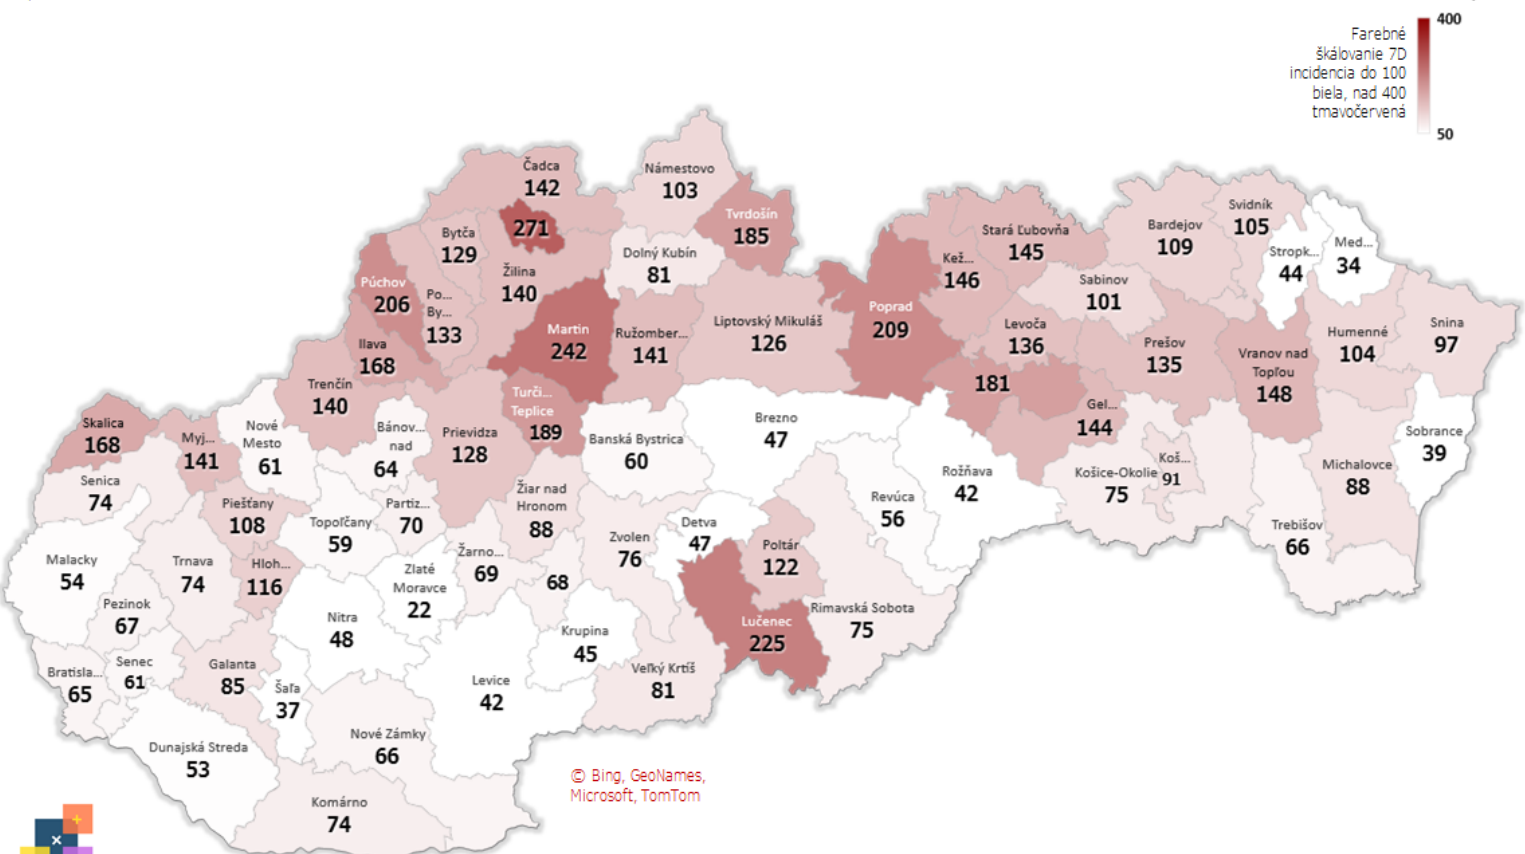 400
Farebné
škálovanie 7D
incidencia do 100
biela, nad 400
tmavočervená
50
Čadca
142
Námestovo
103
271
Tvrdošín
185
Bytča
129
Dolný Kubín
81
Žilina
140
Púchov
206
Po...
By...
133
Ilava
168
Martin
242
Ružomber...
141
Liptovský Mikuláš
126
Poprad
209
Kež...
146
Stará Ľubovňa
145
Bardejov
109
Svidník
105
Stropk...
44
Med...
34
Sabinov
101
Levoča
136
Prešov
135
Vranov nad
Topľou
148
Humenné
104
Snina
97
181
Gel...
144
Trenčín
140
Turči...
Teplice
189
Skalica
168
Myj...
141
Nové
Mesto
61
Bánov...
nad
64
Prievidza
128
Banská Bystrica
60
Brezno
47
Rožňava
42
Košice-Okolie
75
Koš...
91
Michalovce
88
Sobrance
39
Senica
74
Piešťany
108
Topoľčany
59
Partiz...
70
Žiar nad
Hronom
88
Zvolen
76
Detva
47
Revúca
56
Trebišov
66
Malacky
54
Trnava
74
Hloh...
116
Zlaté
Moravce
22
Žarno...
69
68
Poltár
122
Pezinok
67
Nitra
48
Krupina
45
Lučenec
225
Rimavská Sobota
75
Bratisla...
65
Senec
61
Galanta
85
Šaľa
37
Levice
42
Veľký Krtíš
81
Dunajská Streda
53
Nové Zámky
66
Komárno
74
© Bing, GeoNames,
Microsoft, TomTom